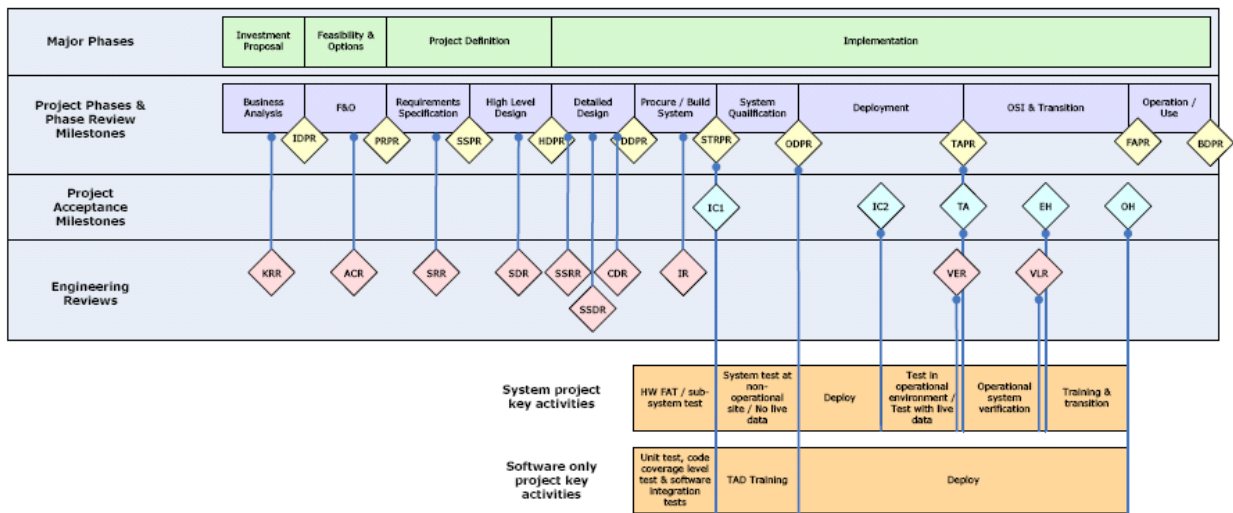 Major Phases
Investment
Proposal
Feasibility &
Options
Project Definition
Implementation
Project Phases &
Phase Review
Milestones
Business
Analysis
F&O
Requirements
Specification
High Level
Design
Detailed
Design
Procure / Build
System
System
Qualification
Deployment
OSI & Transition
Operation /
Use
IDPR
PRPR
SSPR
HDPR
DDPR
STRPR
ODPR
TAPR
FAPR
BDPR
Project
Acceptance
Milestones
IC1
IC2
TA
EH
OH
Engineering
Reviews
KRR
ACR
SRR
SDR
SSRR
SSDR
CDR
IR
VER
VLR
System project
key activities
HW FAT / sub-
system test
System test at
non-
operational
site / No live
data
Deploy
Test in
operational
environment /
Test with live
data
Operational
system
verification
Training &
transition
Software only
project key
activities
Unit test, code
coverage level
test & software
integration
tests
TAD Training
Deploy